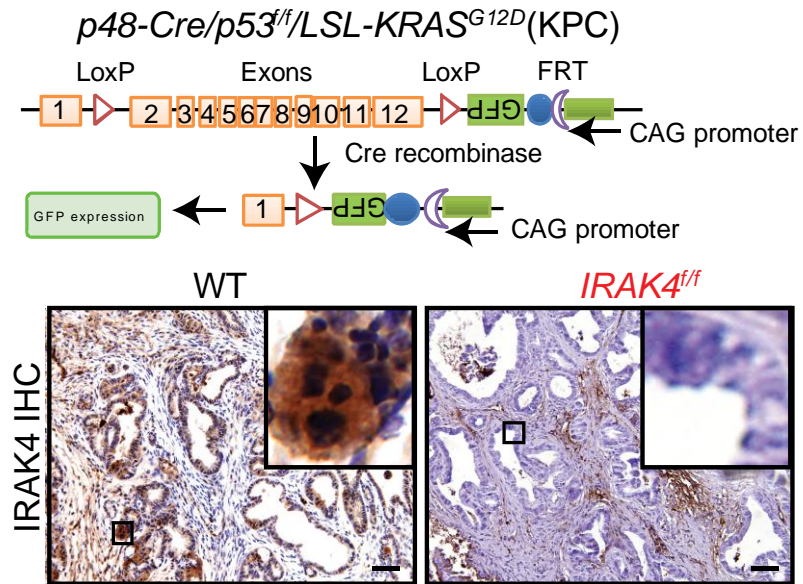 p48-Cre/p53f/f/LSL-KRASG12D(KPC)
LoxP Exons LoxP FRT
1 2 3 4 5 6 7 8 9 10 11 12 GFP
CAG promoter
Cre recombinase
GFP expression 1 GFP
CAG promoter
WT IRAK4f/f
IRAK4 IHC